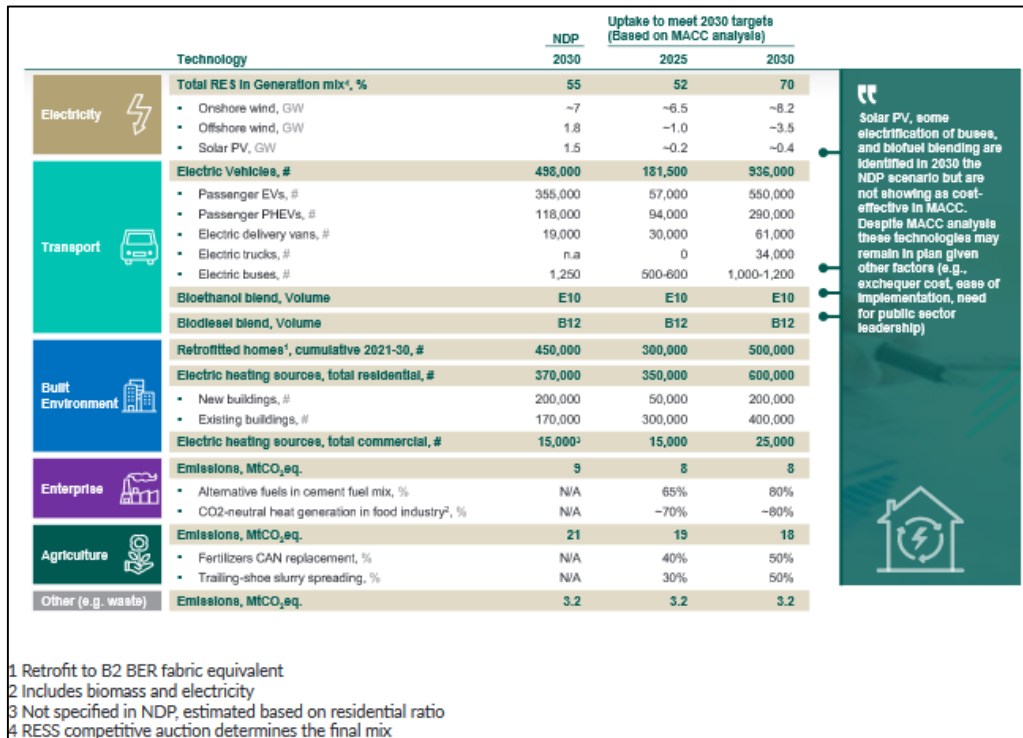 Uptake to meet 2030 targets
NDP (Based on MACC analysis)
Technology 2030 2025 2030
Electricity
Total RES in Generation mix⁴, % 55 52 70
▪ Onshore wind, GW ~7 ~6.5 ~8.2
▪ Offshore wind, GW 1.8 ~1.0 ~3.5
▪ Solar PV, GW 1.5 ~0.2 ~0.4
Transport
Electric Vehicles, # 498,000 181,500 936,000
▪ Passenger EVs, # 355,000 57,000 550,000
▪ Passenger PHEVs, # 118,000 94,000 290,000
▪ Electric delivery vans, # 19,000 30,000 61,000
▪ Electric trucks, # n.a 0 34,000
▪ Electric buses, # 1,250 500-600 1,000-1,200
Bioethanol blend, Volume E10 E10 E10
Biodiesel blend, Volume B12 B12 B12
Built
Environment
Retrofitted homes¹, cumulative 2021-30, # 450,000 300,000 500,000
Electric heating sources, total residential, # 370,000 350,000 600,000
▪ New buildings, # 200,000 50,000 200,000
▪ Existing buildings, # 170,000 300,000 400,000
Electric heating sources, total commercial, # 15,000³ 15,000 25,000
Enterprise
Emissions, MtCO₂eq. 9 8 8
▪ Alternative fuels in cement fuel mix, % N/A 65% 80%
▪ CO2-neutral heat generation in food industry², % N/A ~70% ~80%
Agriculture
Emissions, MtCO₂eq. 21 19 18
▪ Fertilizers CAN replacement, % N/A 40% 50%
▪ Trailing-shoe slurry spreading, % N/A 30% 50%
Other (e.g. waste)
Emissions, MtCO₂eq. 3.2 3.2 3.2
“
Solar PV, some
electrification of buses,
and biofuel blending are
identified in 2030 the
NDP scenario but are
not showing as cost-
effective in MACC.
Despite MACC analysis
these technologies may
remain in plan given
other factors (e.g.,
exchequer cost, ease of
implementation, need
for public sector
leadership)
1 Retrofit to B2 BER fabric equivalent
2 Includes biomass and electricity
3 Not specified in NDP, estimated based on residential ratio
4 RESS competitive auction determines the final mix